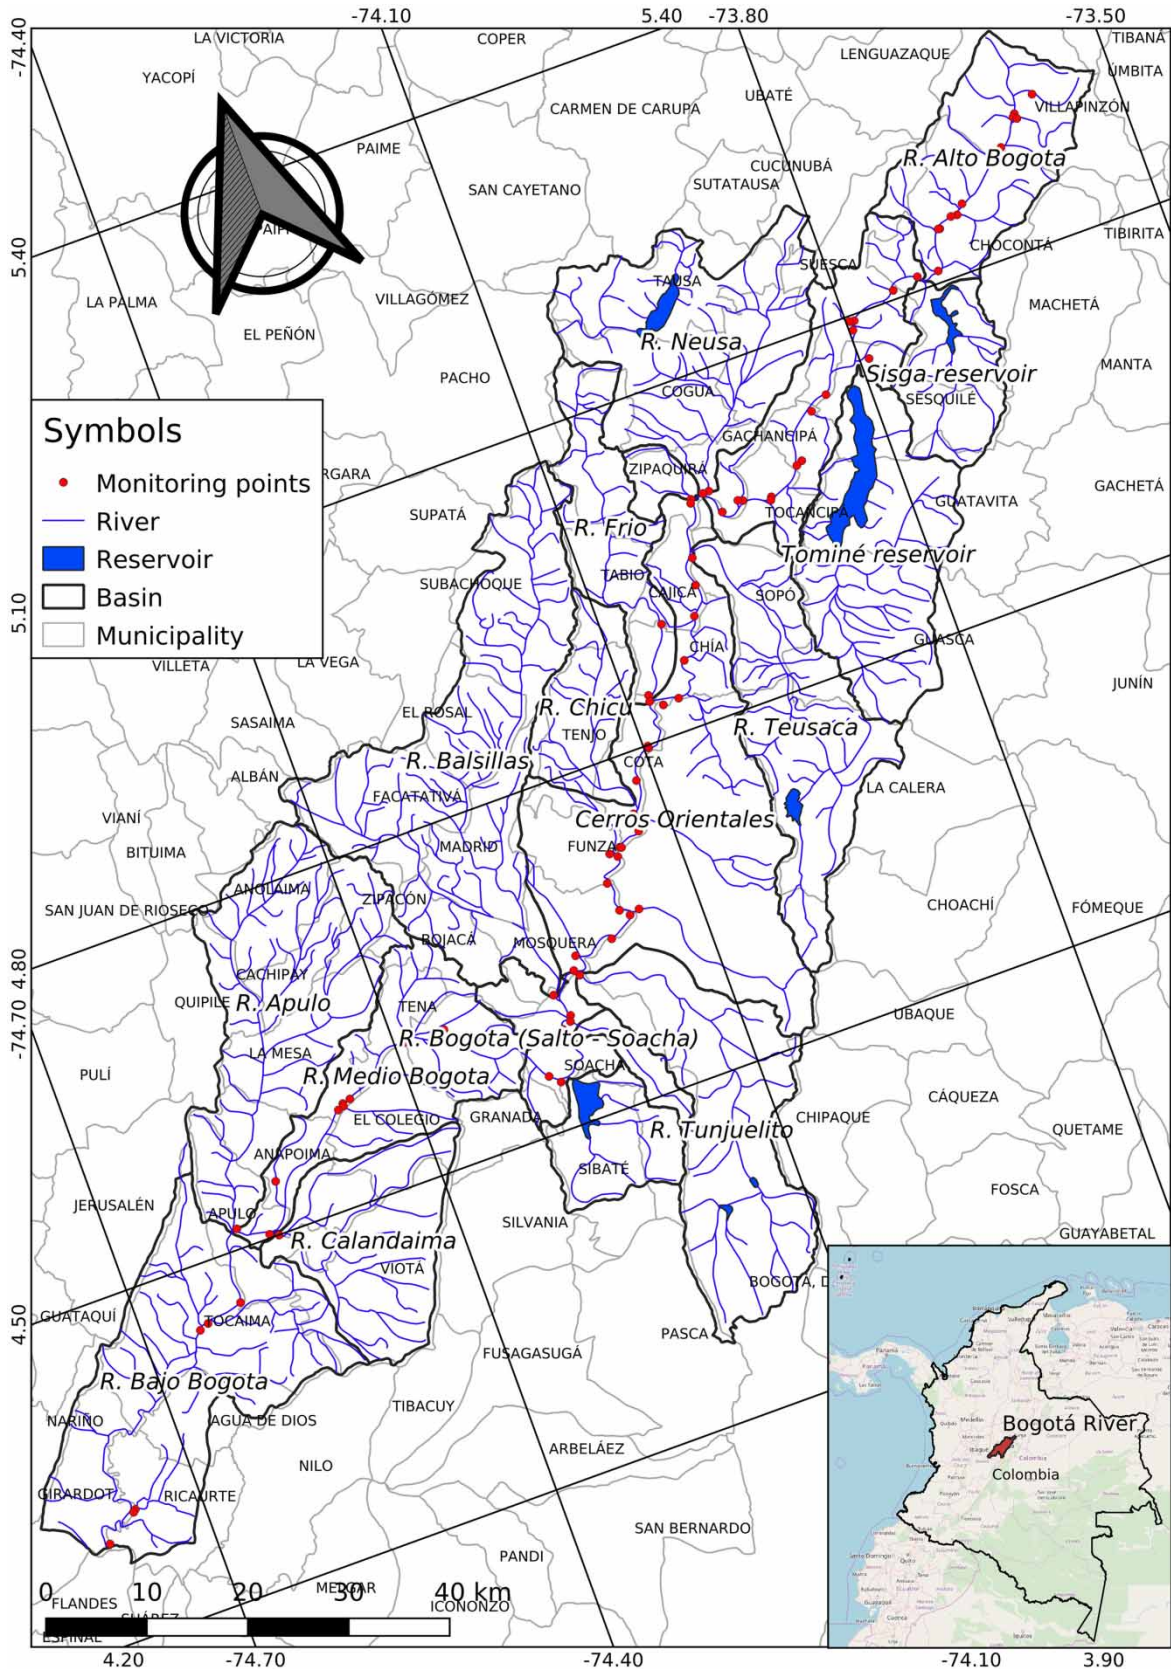 -74.10
5.40
-73.80
-73.50
-74.40
LA VICTORIA
COPER
TIBANÁ
LENGUAZAQUE
ÚMBITA
YACOPÍ
UBATÉ
CARMEN DE CARUPA
VILLAPINZÓN
PAIME
CUCUNUBÁ
R. Alto Bogota
SAN CAYETANO
SUTATAUSA
TIBIRITA
CHOCONTÁ
5.40
SUESCA
TAUSA
LA PALMA
VILLAGÓMEZ
MACHETÁ
EL PEÑÓN
R. Neusa
MANTA
PACHO
Sisga reservoir
COGUA
SESQUILÉ
Symbols
GACHANCIPÁ
ZIPAQUIRÁ
Monitoring points
RGARA
GACHETÁ
GUATAVITA
SUPATÁ
TOCANCIPÁ
River
R. Frio
Tominé reservoir
Reservoir
TABIO
SUBACHOQUE
CAJICÁ
SOPÓ
Basin
5.10
Municipality
GUASCA
CHÍA
VILLETA
LA VEGA
JUNÍN
R. Chicu
EL ROSAL
SASAIMA
TENJO
R. Teusaca
R. Balsillas
COTA
ALBÁN
LA CALERA
FACATATIVÁ
VIANÍ
Cerros Orientales
MADRID
FUNZA
BITUIMA
ANOLAIMA
ZIPACÓN
CHOACHÍ
FÓMEQUE
SAN JUAN DE RIOSECO
BOJACÁ
MOSQUERA
4.80
CACHIPAY
QUIPILE
R. Apulo
TENA
UBAQUE
-74.70
R. Bogota (Salto - Soacha)
LA MESA
SOACHA
PULÍ
R. Medio Bogota
CÁQUEZA
EL COLEGIO
GRANADA
CHIPAQUE
R. Tunjuelito
QUETAME
ANAPOIMA
SIBATÉ
FOSCA
JERUSALÉN
APULO
SILVANIA
GUAYABETAL
R. Calandaima
VIOTÁ
BOGOTÁ, D
4.50
GUATAQUÍ
TOCAIMA
PASCA
FUSAGASUGÁ
R. Bajo Bogota
TIBACUY
NARIÑO
AGUA DE DIOS
Bogotá River
ARBELÁEZ
NILO
Colombia
GIRARDOT
RICAURTE
SAN BERNARDO
PANDI
MELGAR
0 10 20 30 40 km
FLANDES
ICONONZO
SUÁREZ
ESPINAL
4.20
-74.70
-74.40
-74.10
3.90